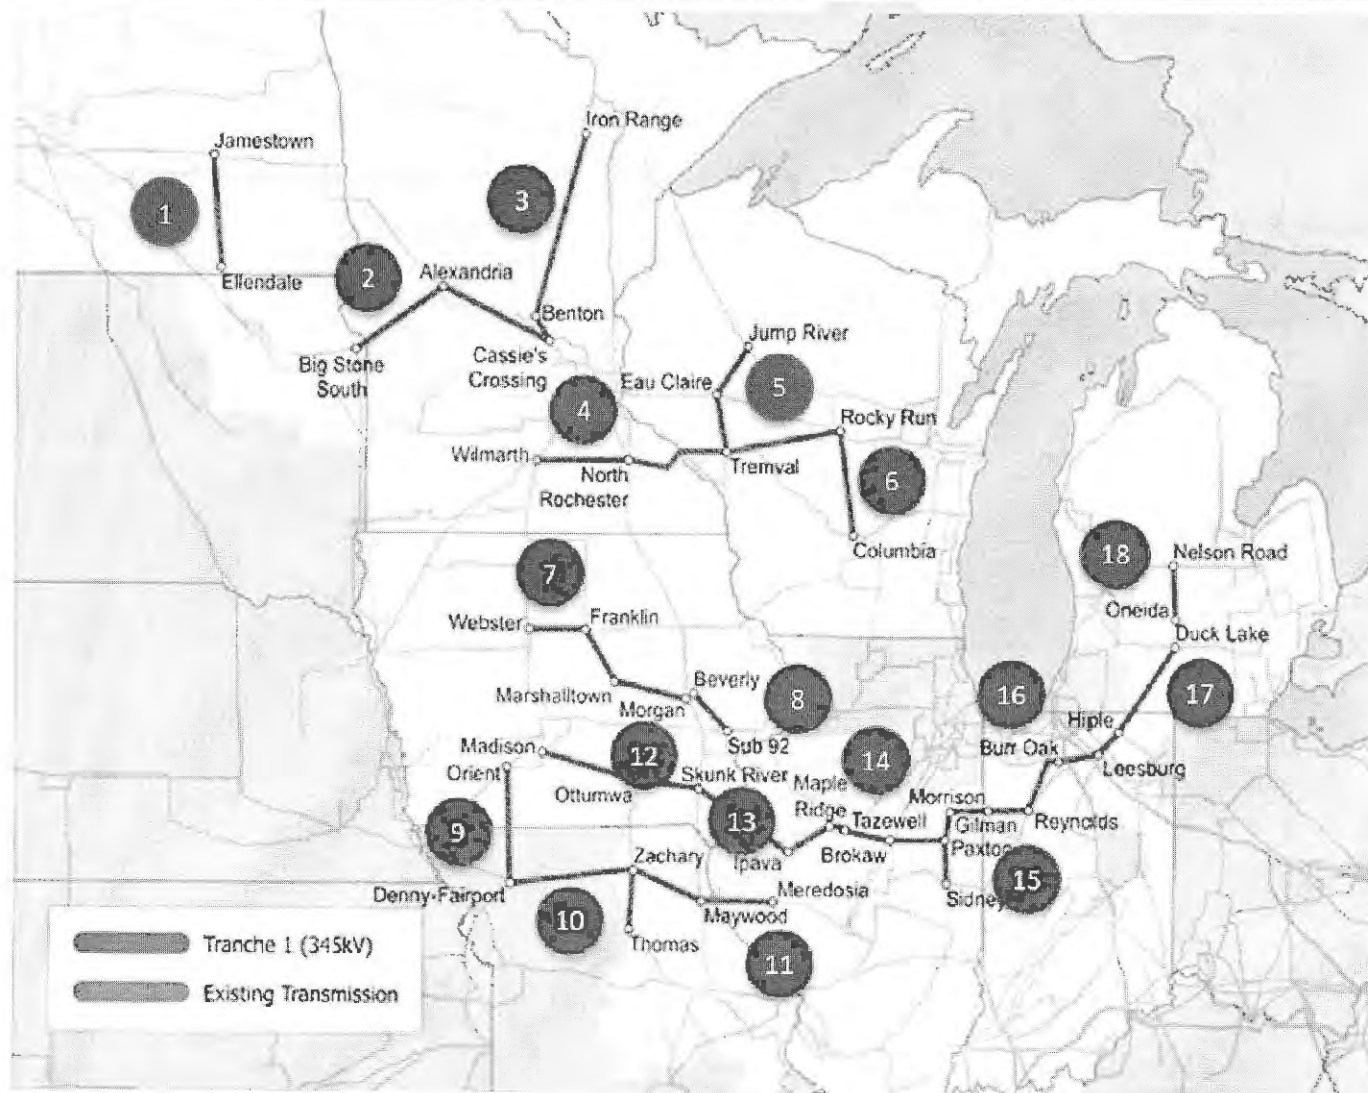 Iron Range
Jamestown
3
1
Ellendale
2
Alexandria
Benton
Big Stone
South
Cassie's
Crossing
Jump River
Eau Claire
5
4
Rocky Run
Wilmarth
North
Rochester
Tremval
6
Columbia
18
Nelson Road
7
Oneida
Webster
Franklin
Duck Lake
Marshalltown
Morgan
Beverly
8
16
17
Hiple
Sub 92
Madison
Orient
12
Burr Oak
Leesburg
14
Ottumwa
Skunk River
Maple
Ridge
13
Tazewell
Morrison
Gilman
Reynolds
9
Zachary
Ipava
Brokaw
Paxton
15
Denny-Fairport
Meredosia
Sidney
Maywood
10
Thomas
11
Tranche 1 (345kV)
Existing Transmission